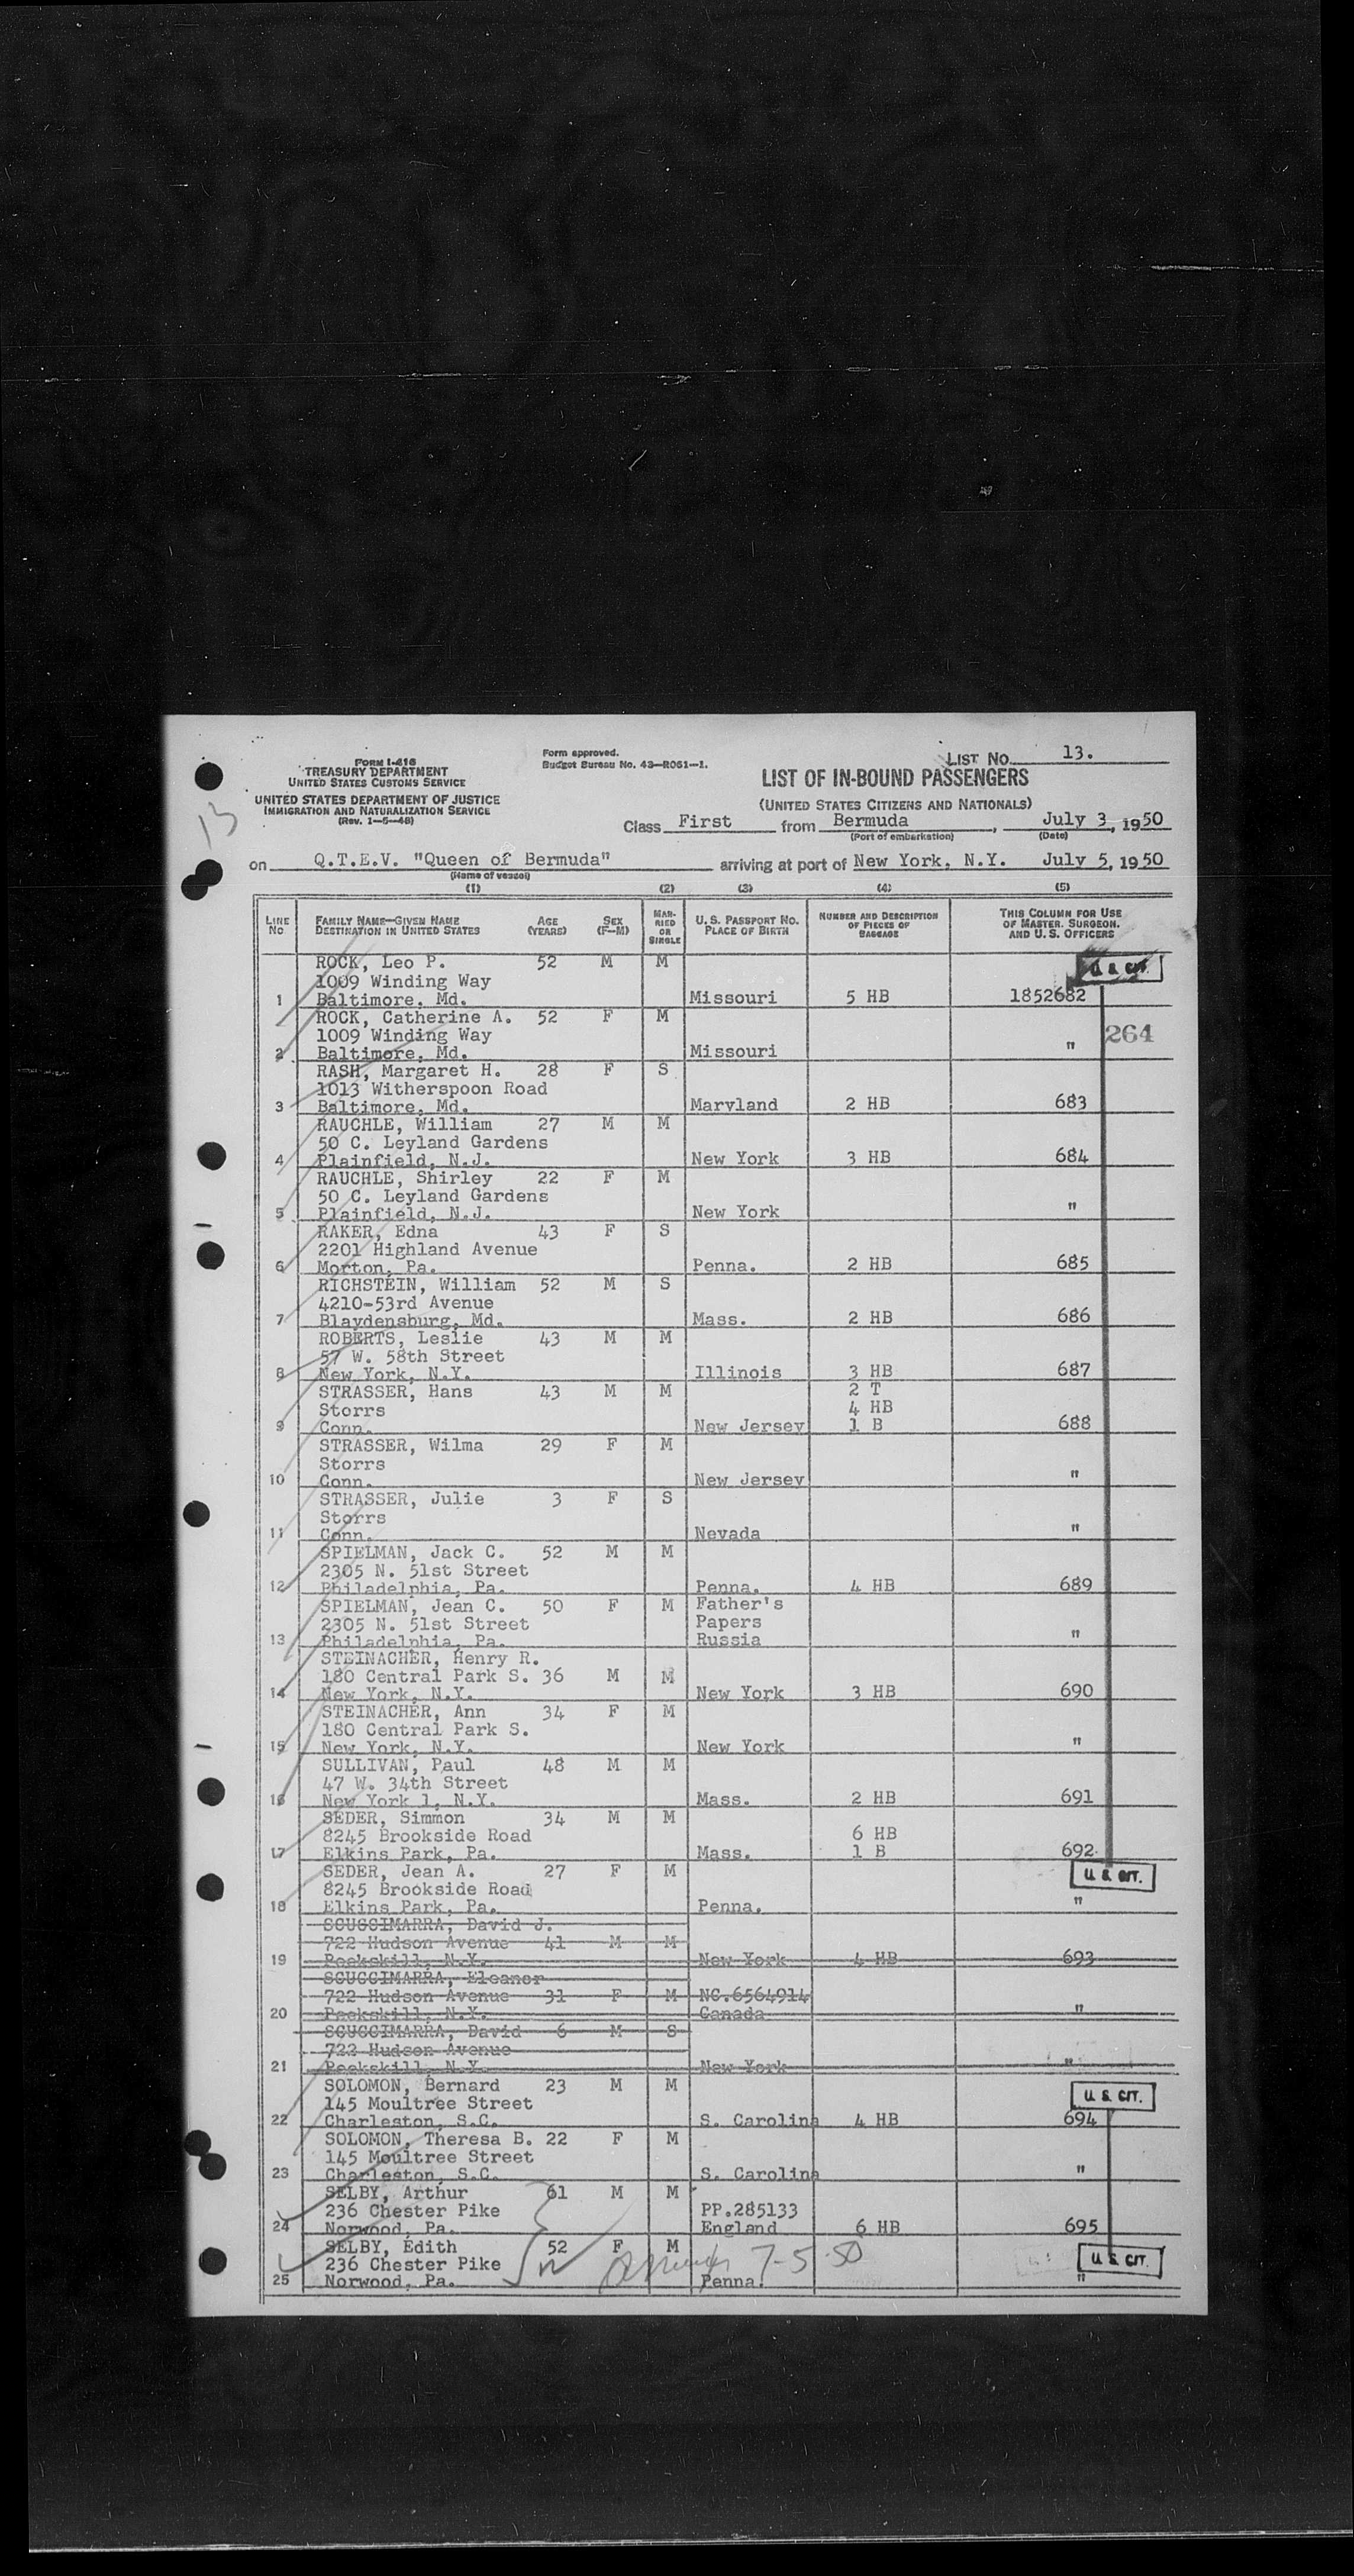 Form I-416
TREASURY DEPARTMENT
UNITED STATES CUSTOMS SERVICE
UNITED STATES DEPARTMENT OF JUSTICE
IMMIGRATION AND NATURALIZATION SERVICE
(Rev. 1-5-48)
Form approved.
Budget Bureau No. 43-R061-1.
LIST No. 13.
LIST OF IN-BOUND PASSENGERS
(UNITED STATES CITIZENS AND NATIONALS)
13
Class First from Bermuda, July 3, 1950
(Port of embarkation) (Date)
on Q.T.E.V. "Queen of Bermuda" arriving at port of New York, N.Y. July 5, 1950
(Name of vessel)
(1) (2) (3) (4) (5)
LINE No. FAMILY NAME—GIVEN NAME DESTINATION IN UNITED STATES AGE (YEARS) SEX (F-M) MARRIED OR SINGLE U.S. PASSPORT NO. PLACE OF BIRTH NUMBER AND DESCRIPTION OF PIECES OF BAGGAGE THIS COLUMN FOR USE OF MASTER, SURGEON, AND U.S. OFFICERS
ROCK, Leo P. 52 M M U.S. CIT.
1009 Winding Way
1 Baltimore, Md. Missouri 5 HB 1852682
ROCK, Catherine A. 52 F M
1009 Winding Way 264
2 Baltimore, Md. Missouri "
RASH, Margaret H. 28 F S
1013 Witherspoon Road
3 Baltimore, Md. Maryland 2 HB 683
RAUCHLE, William 27 M M
50 C. Leyland Gardens
4 Plainfield, N.J. New York 3 HB 684
RAUCHLE, Shirley 22 F M
50 C. Leyland Gardens
5 Plainfield, N.J. New York "
RAKER, Edna 43 F S
2201 Highland Avenue
6 Morton, Pa. Penna. 2 HB 685
RICHSTEIN, William 52 M S
4210-53rd Avenue
7 Blaydensburg, Md. Mass. 2 HB 686
ROBERTS, Leslie 43 M M
57 W. 58th Street
8 New York, N.Y. Illinois 3 HB 687
STRASSER, Hans 43 M M 2 T
Storrs 4 HB
9 Conn. New Jersey 1 B 688
STRASSER, Wilma 29 F M
Storrs
10 Conn. New Jersey "
STRASSER, Julie 3 F S
Storrs
11 Conn. Nevada "
SPIELMAN, Jack C. 52 M M
2305 N. 51st Street
12 Philadelphia, Pa. Penna. 4 HB 689
SPIELMAN, Jean C. 50 F M Father's
2305 N. 51st Street Papers
13 Philadelphia, Pa. Russia "
STEINACHER, Henry R.
180 Central Park S. 36 M M
14 New York, N.Y. New York 3 HB 690
STEINACHER, Ann 34 F M
180 Central Park S.
15 New York, N.Y. New York "
SULLIVAN, Paul 48 M M
47 W. 34th Street
16 New York 1, N.Y. Mass. 2 HB 691
SEDER, Simmon 34 M M
8245 Brookside Road 6 HB
17 Elkins Park, Pa. Mass. 1 B 692
SEDER, Jean A. 27 F M U.S. CIT.
8245 Brookside Road
18 Elkins Park, Pa. Penna. "
SCUCCIMARRA, David J.
722 Hudson Avenue 41 M M
19 Peekskill, N.Y. New York 4 HB 693
SCUCCIMARRA, Eleanor
722 Hudson Avenue 31 F M NC.6564914
20 Peekskill, N.Y. Canada "
SCUCCIMARRA, David 6 M S
722 Hudson Avenue
21 Peekskill, N.Y. New York "
SOLOMON, Bernard 23 M M U.S. CIT.
145 Moultree Street
22 Charleston, S.C. S. Carolina 4 HB 694
SOLOMON, Theresa B. 22 F M
145 Moultree Street
23 Charleston, S.C. S. Carolina "
SELBY, Arthur 61 M M
236 Chester Pike PP.285133
24 Norwood, Pa. England 6 HB 695
SELBY, Edith 52 F M U.S. CIT.
236 Chester Pike 7-5-50
25 Norwood, Pa. Penna. "